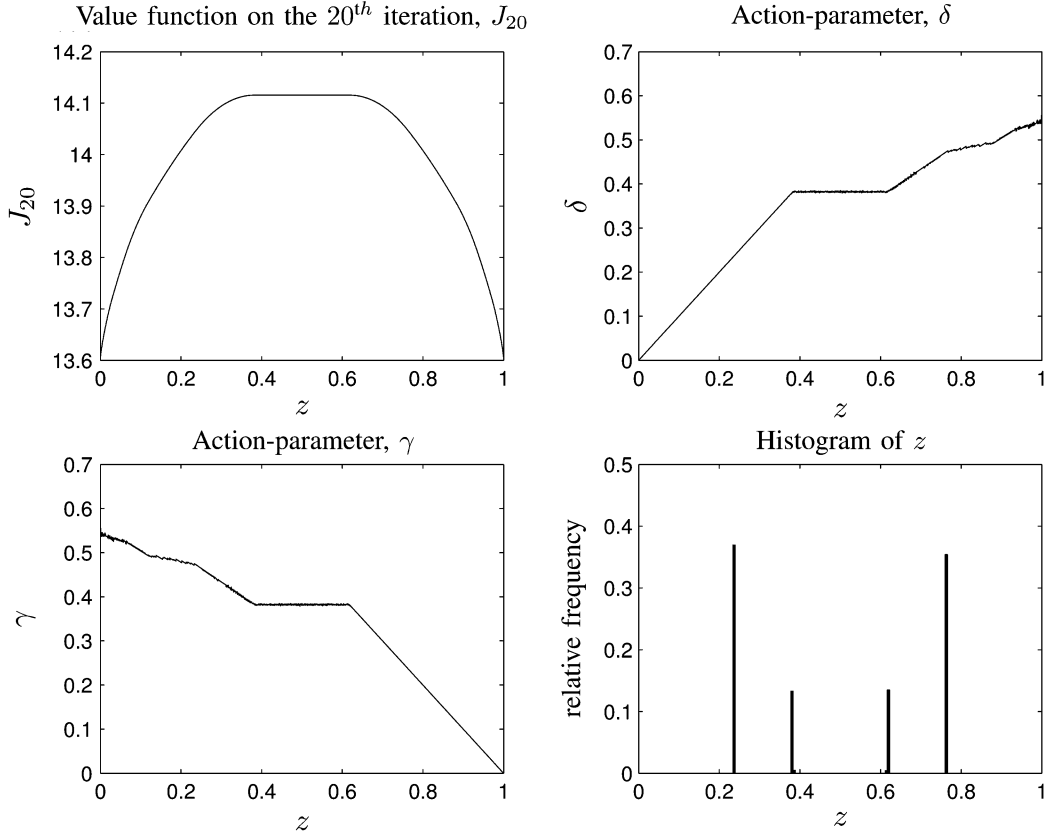 Value function on the 20th iteration, J20
14.2
14.1
14
13.9
13.8
13.7
13.6
J20
0 0.2 0.4 0.6 0.8 1
z
Action-parameter, δ
0.7
0.6
0.5
0.4
0.3
0.2
0.1
0
δ
0 0.2 0.4 0.6 0.8 1
z
Action-parameter, γ
0.7
0.6
0.5
0.4
0.3
0.2
0.1
0
γ
0 0.2 0.4 0.6 0.8 1
z
Histogram of z
0.5
0.4
0.3
0.2
0.1
0
relative frequency
0 0.2 0.4 0.6 0.8 1
z